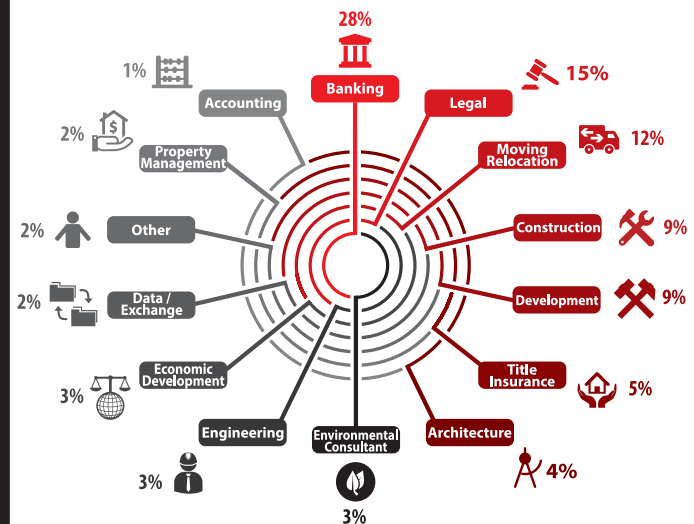 28%
Banking
15%
Legal
12%
Moving
Relocation
9%
Construction
9%
Development
5%
Title
Insurance
4%
Architecture
3%
Environmental
Consultant
3%
Engineering
3%
Economic
Development
2%
Data /
Exchange
2%
Other
2%
$
Property
Management
1%
Accounting